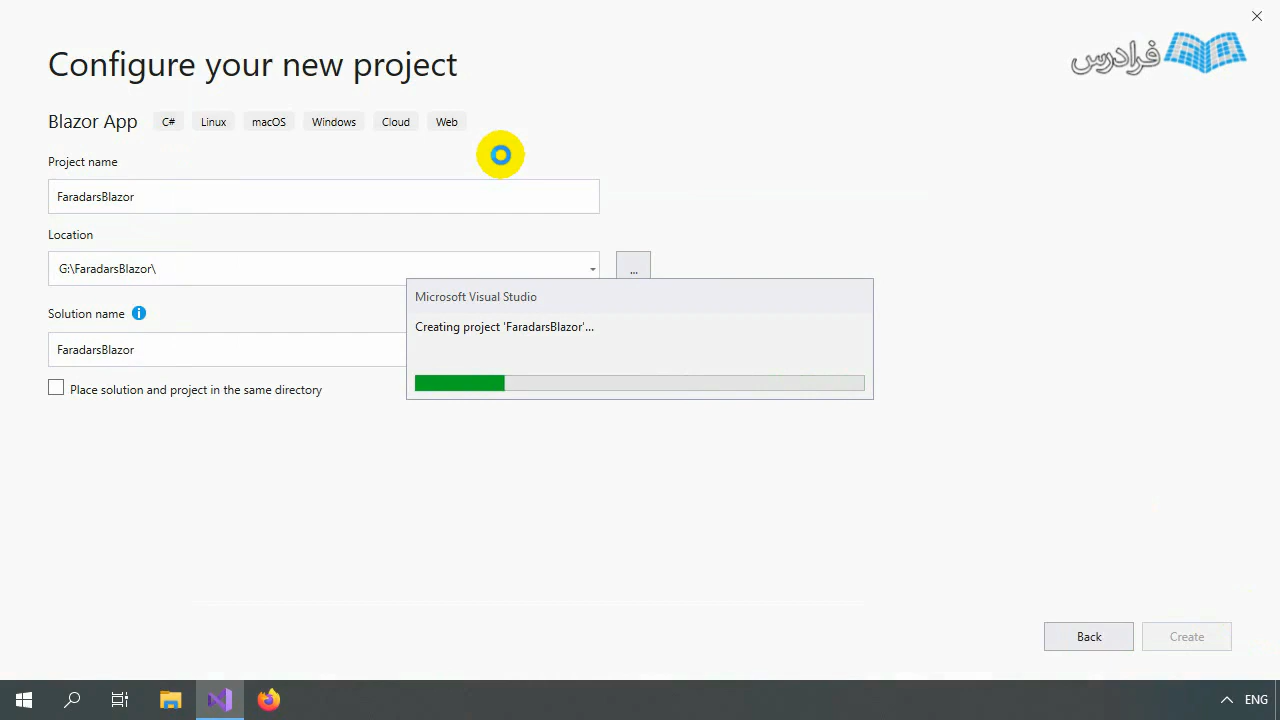 Configure your new project
فرادرس
Blazor App C# Linux macOS Windows Cloud Web
Project name
FaradarsBlazor
Location
G:\FaradarsBlazor\
...
Solution name
FaradarsBlazor
Place solution and project in the same directory
Microsoft Visual Studio
Creating project 'FaradarsBlazor'...
Back Create
ENG